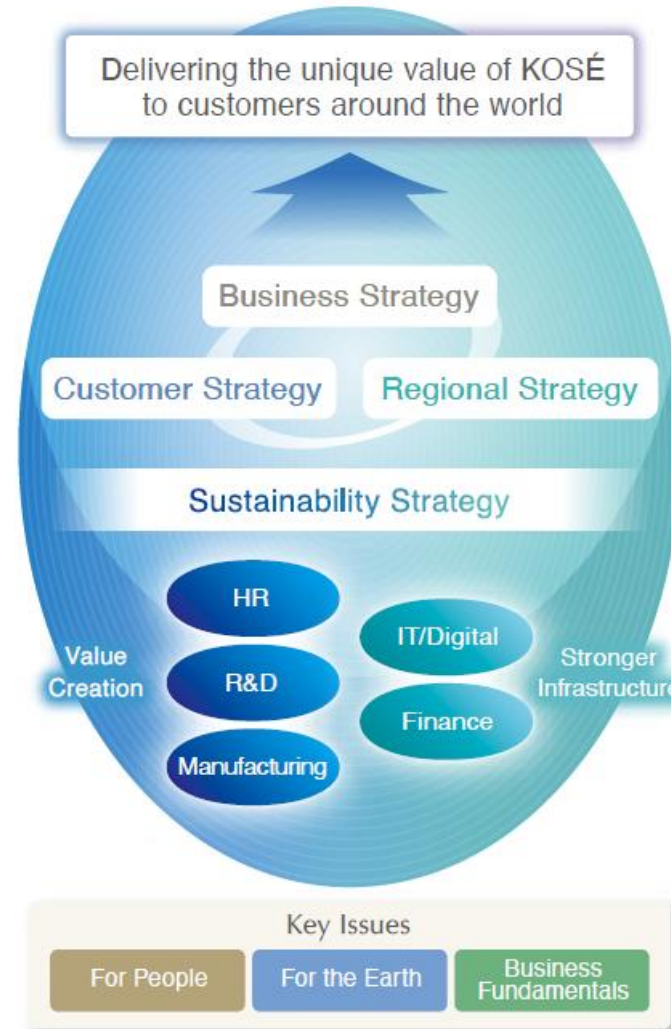 Delivering the unique value of KOSÉ
to customers around the world
Business Strategy
Customer Strategy
Regional Strategy
Sustainability Strategy
HR
IT/Digital
Value
Creation
R&D
Stronger
Infrastructure
Finance
Manufacturing
Key Issues
For People
For the Earth
Business
Fundamentals